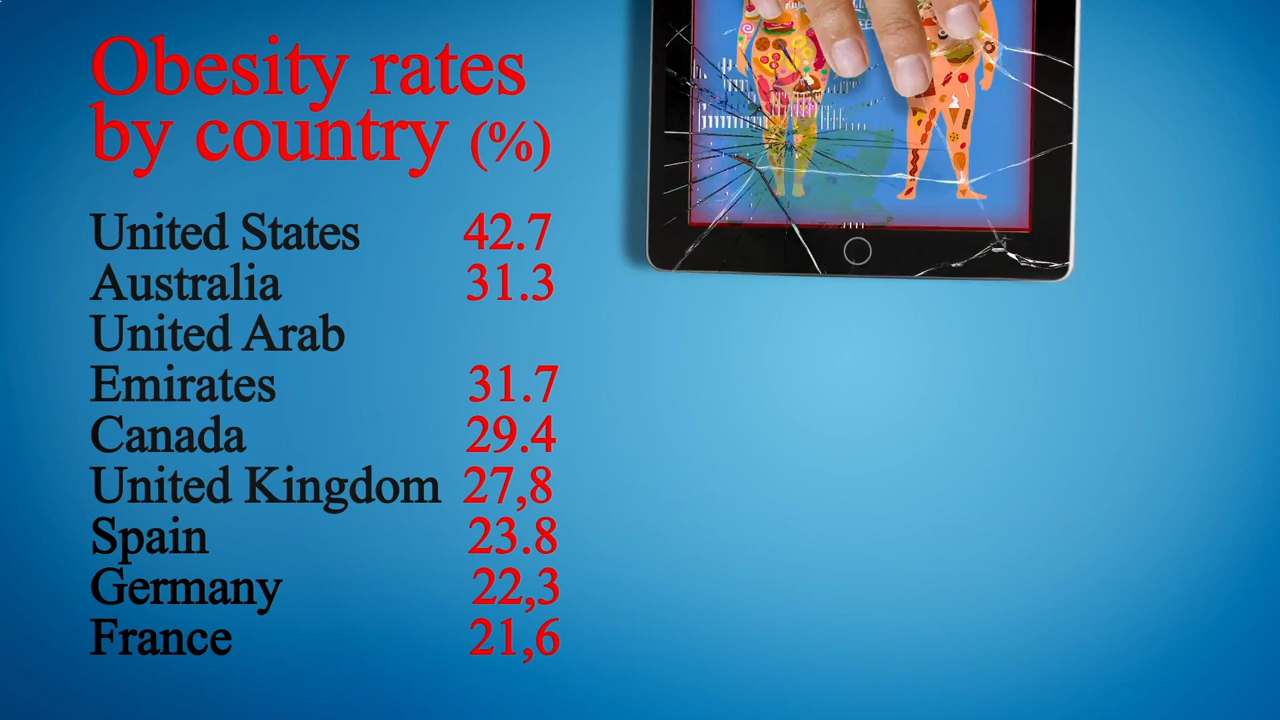 Obesity rates
by country (%)
United States 42.7
Australia 31.3
United Arab
Emirates 31.7
Canada 29.4
United Kingdom 27,8
Spain 23.8
Germany 22,3
France 21,6